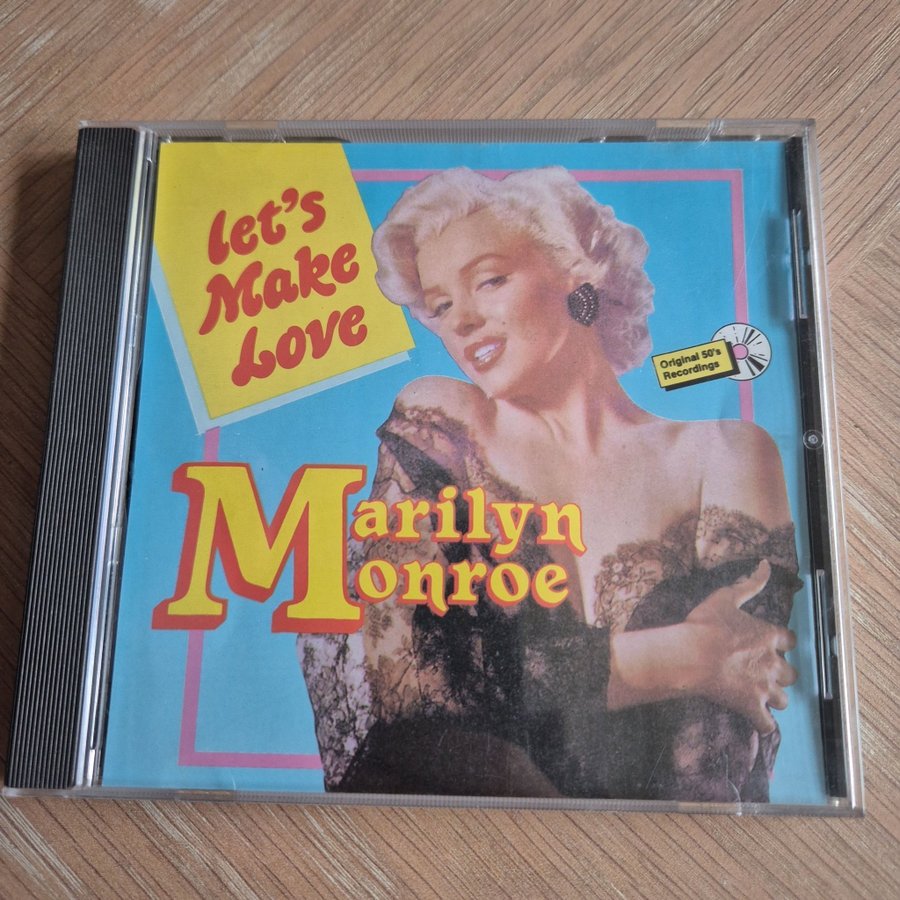 let's
Make
Love
Original 50's
Recordings
Marilyn
Monroe